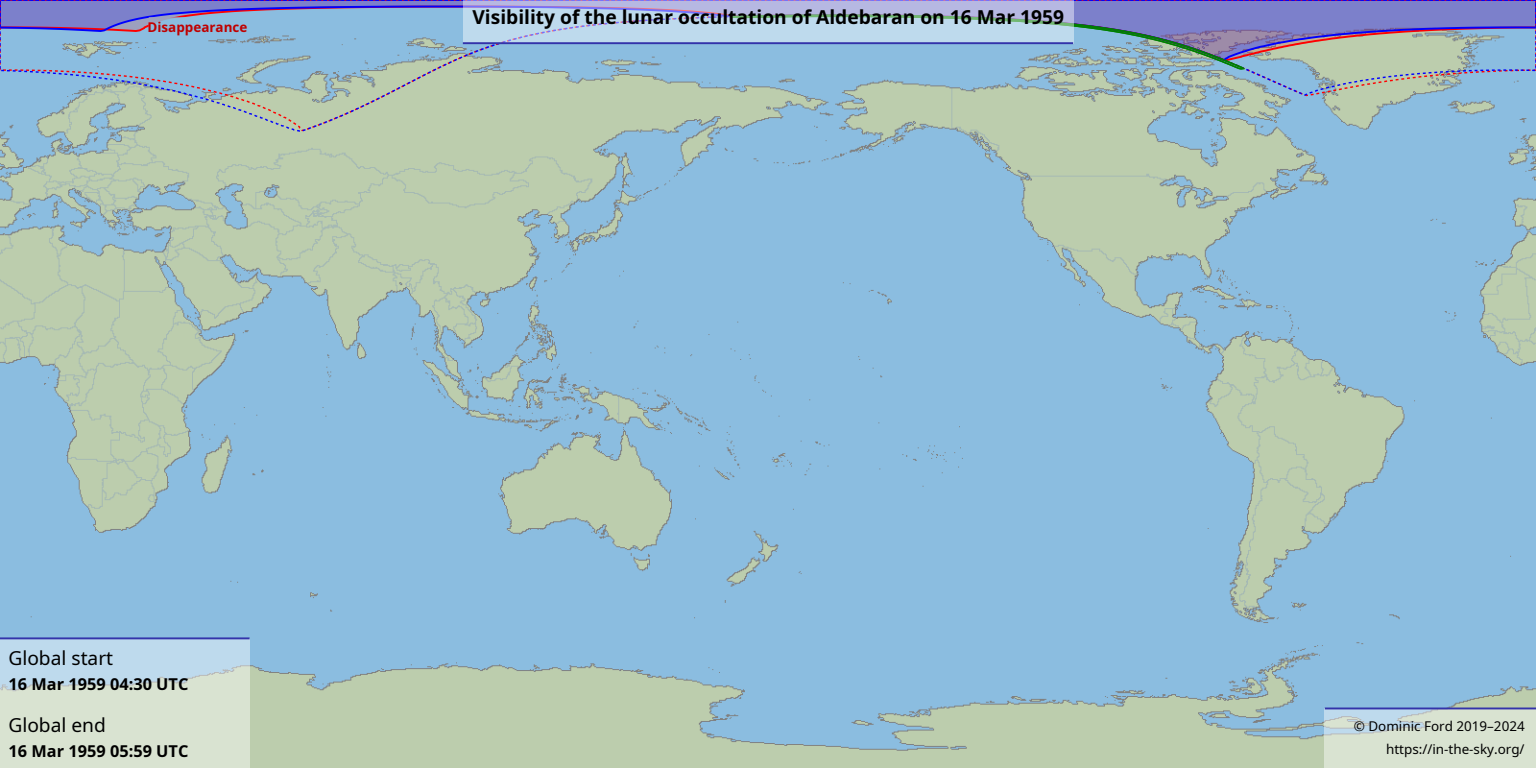 Visibility of the lunar occultation of Aldebaran on 16 Mar 1959
Disappearance
Global start
16 Mar 1959 04:30 UTC
Global end
16 Mar 1959 05:59 UTC
© Dominic Ford 2019–2024
https://in-the-sky.org/